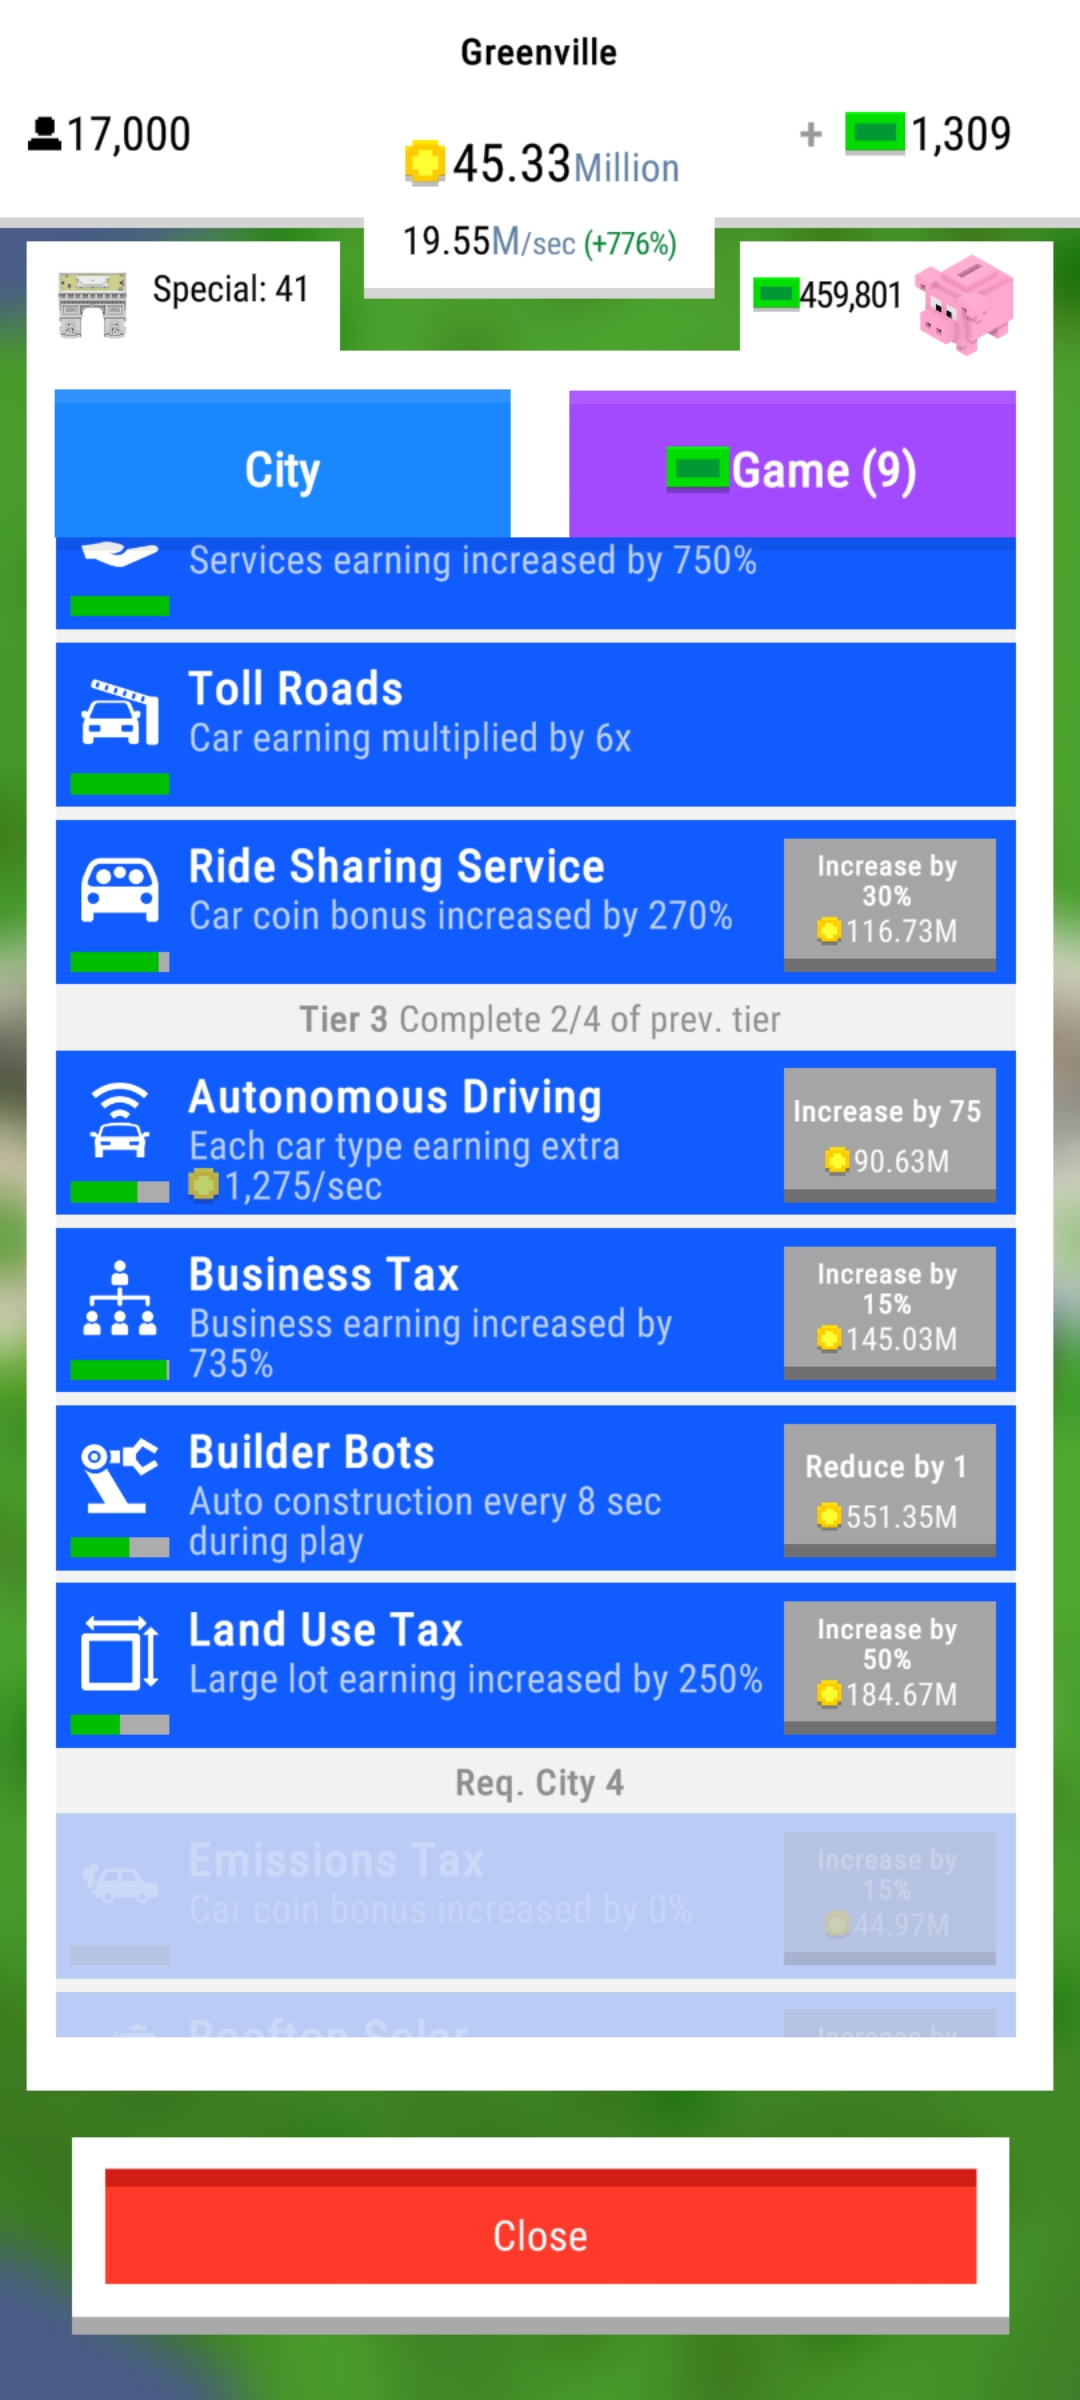 Greenville
17,000
45.33Million
+ 1,309
19.55M/sec (+776%)
Special: 41
459,801
City
Game (9)
Services earning increased by 750%
Toll Roads
Car earning multiplied by 6x
Ride Sharing Service
Car coin bonus increased by 270%
Increase by
30%
116.73M
Tier 3 Complete 2/4 of prev. tier
Autonomous Driving
Each car type earning extra
1,275/sec
Increase by 75
90.63M
Business Tax
Business earning increased by
735%
Increase by
15%
145.03M
Builder Bots
Auto construction every 8 sec
during play
Reduce by 1
551.35M
Land Use Tax
Large lot earning increased by 250%
Increase by
50%
184.67M
Req. City 4
Emissions Tax
Car coin bonus increased by 0%
Increase by
15%
44.97M
Rooftop Solar
Increase by
Close